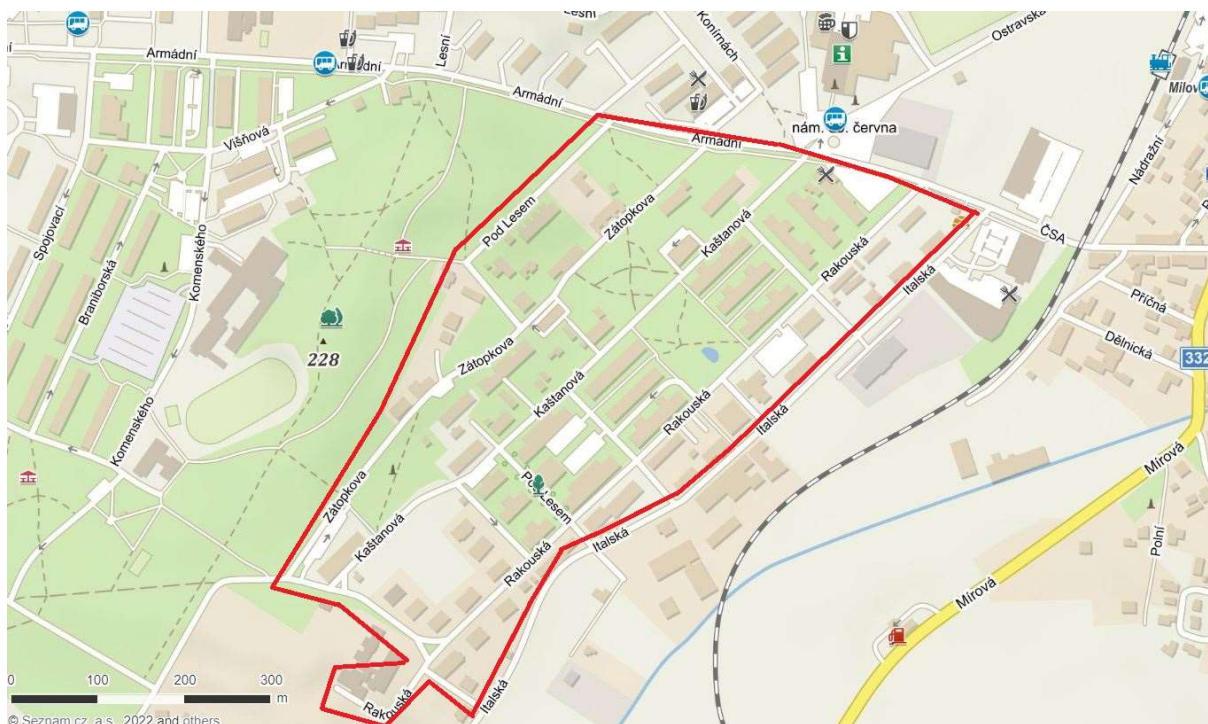 Lesní
Konírnách
Ostravská
Armádní
Lesní
Armádní
Milov
Armádní
nám.
června
Višňová
Armádní
Nádražní
Spojovací
Komenského
Pod Lesem
Zátopkova
Kaštanová
Rakouská
ČSA
Italská
Braniborská
Příčná
Dělnická
228
332
Zátopkova
Kaštanová
Rakouská
Italská
Komenského
Mírová
Zátopkova
Pod Lesem
Kaštanová
Rakouská
Italská
Polní
Mírová
Italská
Rakouská
0 100 200 300
m
© Seznam.cz, a.s., 2022 and others